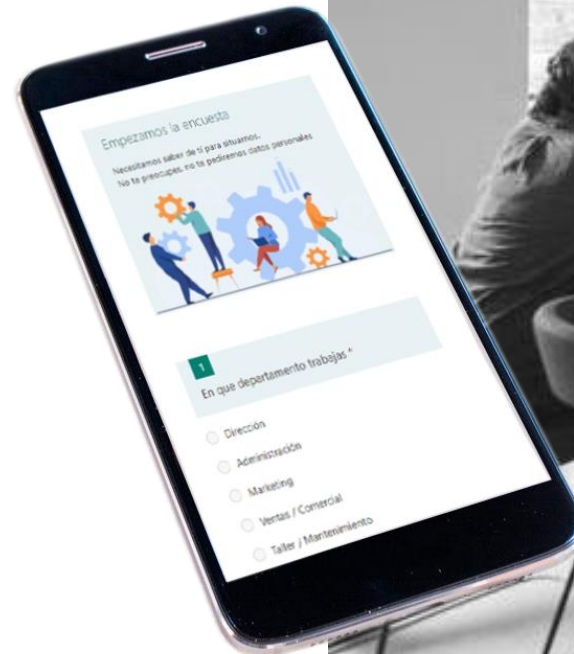 Empezamos la encuesta
Necesitamos saber de ti para situarnos.
No te preocupes, no te pediremos datos personales
1
En que departamento trabajas *
Dirección
Administración
Marketing
Ventas / Comercial
Taller / Mantenimiento